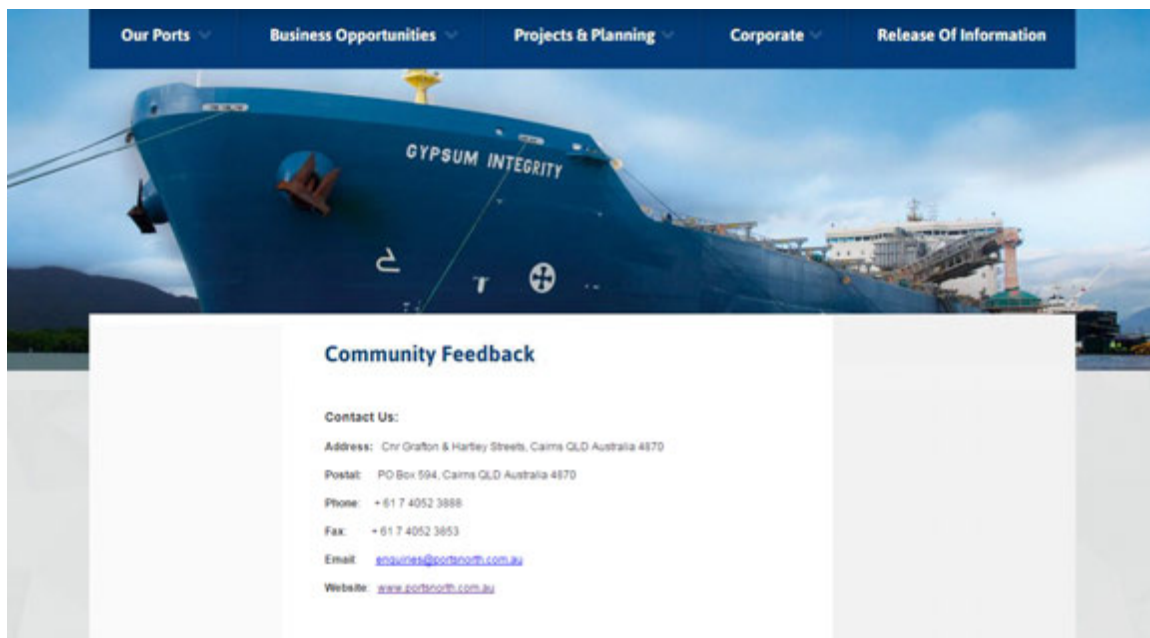 Our Ports
Business Opportunities
Projects & Planning
Corporate
Release Of Information
GYPSUM INTEGRITY
Community Feedback
Contact Us:
Address: Cnr Grafton & Hartley Streets, Cairns QLD Australia 4870
Postal: PO Box 594, Cairns QLD Australia 4870
Phone: + 61 7 4052 3888
Fax: + 61 7 4052 3853
Email: enquiries@portsnorth.com.au
Website: www.portsnorth.com.au